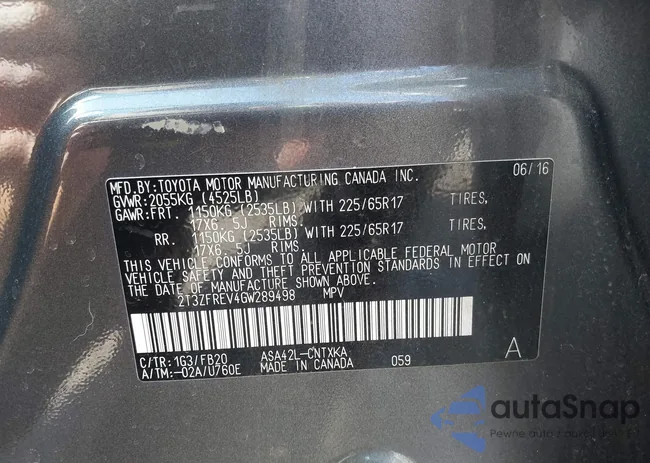 MFD.BY:TOYOTA MOTOR MANUFACTURING CANADA INC. 06/16
GVWR:2055KG (4525LB)
GAWR:FRT. 1150KG (2535LB) WITH 225/65R17 TIRES,
17X6. 5J RIMS.
RR. 1150KG (2535LB) WITH 225/65R17 TIRES,
17X6. 5J RIMS.
THIS VEHICLE CONFORMS TO ALL APPLICABLE FEDERAL MOTOR
VEHICLE SAFETY AND THEFT PREVENTION STANDARDS IN EFFECT ON
THE DATE OF MANUFACTURE SHOWN ABOVE.
2T3ZFREV4GW289498 MPV
C/TR:1G3/FB20 ASA42L-CNTXKA
A/TM:-02A/U760E MADE IN CANADA 059 A
autaSnap
Pewne auto z